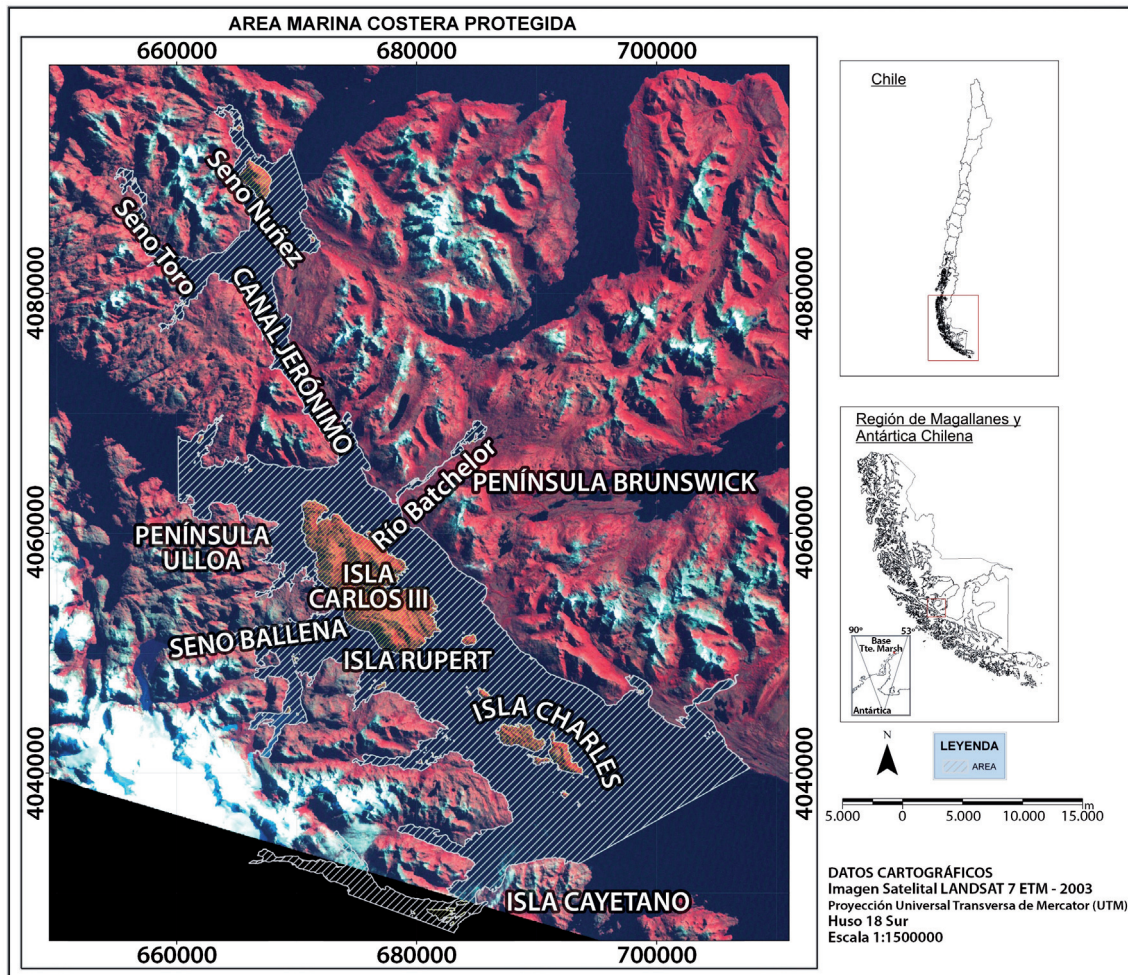 AREA MARINA COSTERA PROTEGIDA
660000
680000
700000
4080000
4060000
4040000
Seno Nuñez
Seno Toro
CANAL JERÓNIMO
Río Batchelor
PENÍNSULA BRUNSWICK
PENÍNSULA
ULLOA
ISLA
CARLOS III
SENO BALLENA
ISLA RUPERT
ISLA CHARLES
ISLA CAYETANO
4080000
4060000
4040000
660000
680000
700000
Chile
Región de Magallanes y
Antártica Chilena
90°
53°
Base
Tte. Marsh
Antártica
N
LEYENDA
AREA
m
5.000
0
5.000
10.000
15.000
DATOS CARTOGRÁFICOS
Imagen Satelital LANDSAT 7 ETM - 2003
Proyección Universal Transversa de Mercator (UTM)
Huso 18 Sur
Escala 1:1500000